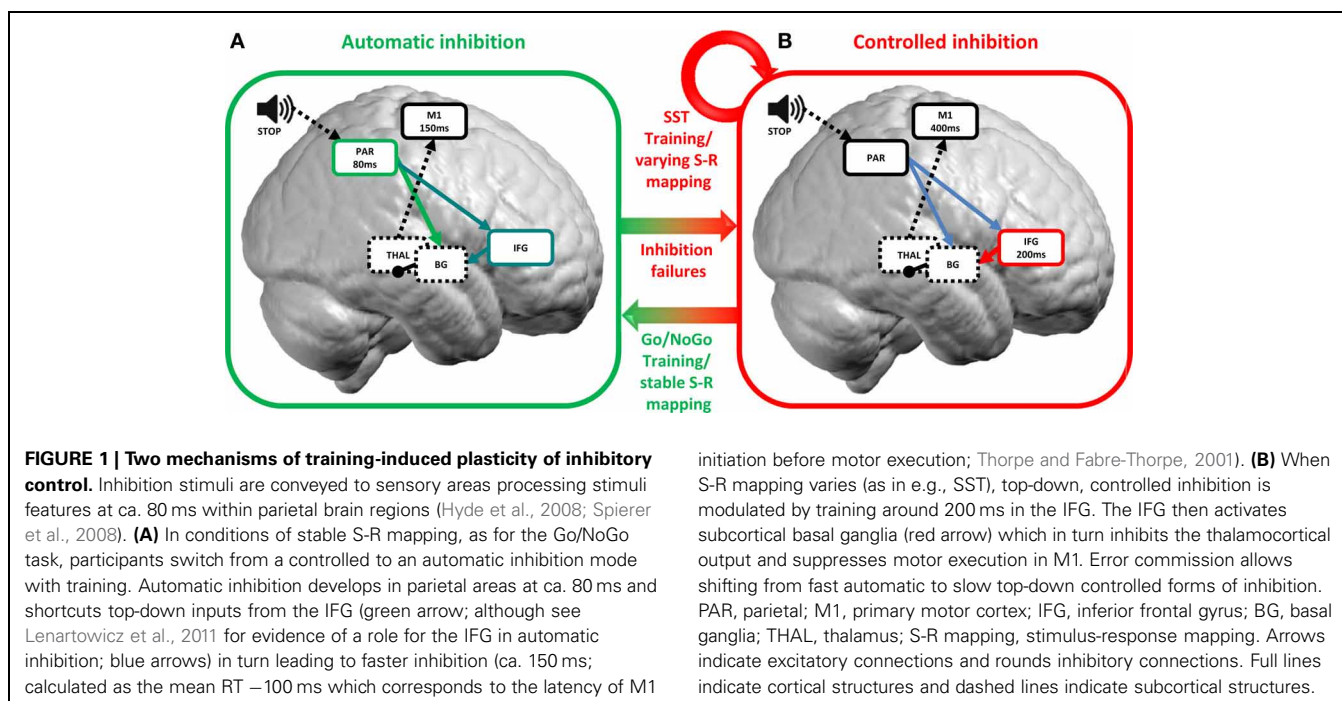 A
Automatic inhibition
STOP
M1
150ms
PAR
80ms
THAL
BG
IFG
SST
Training/
varying S-R
mapping
Inhibition
failures
Go/NoGo
Training/
stable S-R
mapping
B
Controlled inhibition
STOP
M1
400ms
PAR
THAL
BG
IFG
200ms
FIGURE 1 | Two mechanisms of training-induced plasticity of inhibitory
control. Inhibition stimuli are conveyed to sensory areas processing stimuli
features at ca. 80 ms within parietal brain regions (Hyde et al., 2008; Spierer
et al., 2008). (A) In conditions of stable S-R mapping, as for the Go/NoGo
task, participants switch from a controlled to an automatic inhibition mode
with training. Automatic inhibition develops in parietal areas at ca. 80 ms and
shortcuts top-down inputs from the IFG (green arrow; although see
Lenartowicz et al., 2011 for evidence of a role for the IFG in automatic
inhibition; blue arrows) in turn leading to faster inhibition (ca. 150 ms;
calculated as the mean RT −100 ms which corresponds to the latency of M1
initiation before motor execution; Thorpe and Fabre-Thorpe, 2001). (B) When
S-R mapping varies (as in e.g., SST), top-down, controlled inhibition is
modulated by training around 200 ms in the IFG. The IFG then activates
subcortical basal ganglia (red arrow) which in turn inhibits the thalamocortical
output and suppresses motor execution in M1. Error commission allows
shifting from fast automatic to slow top-down controlled forms of inhibition.
PAR, parietal; M1, primary motor cortex; IFG, inferior frontal gyrus; BG, basal
ganglia; THAL, thalamus; S-R mapping, stimulus-response mapping. Arrows
indicate excitatory connections and rounds inhibitory connections. Full lines
indicate cortical structures and dashed lines indicate subcortical structures.